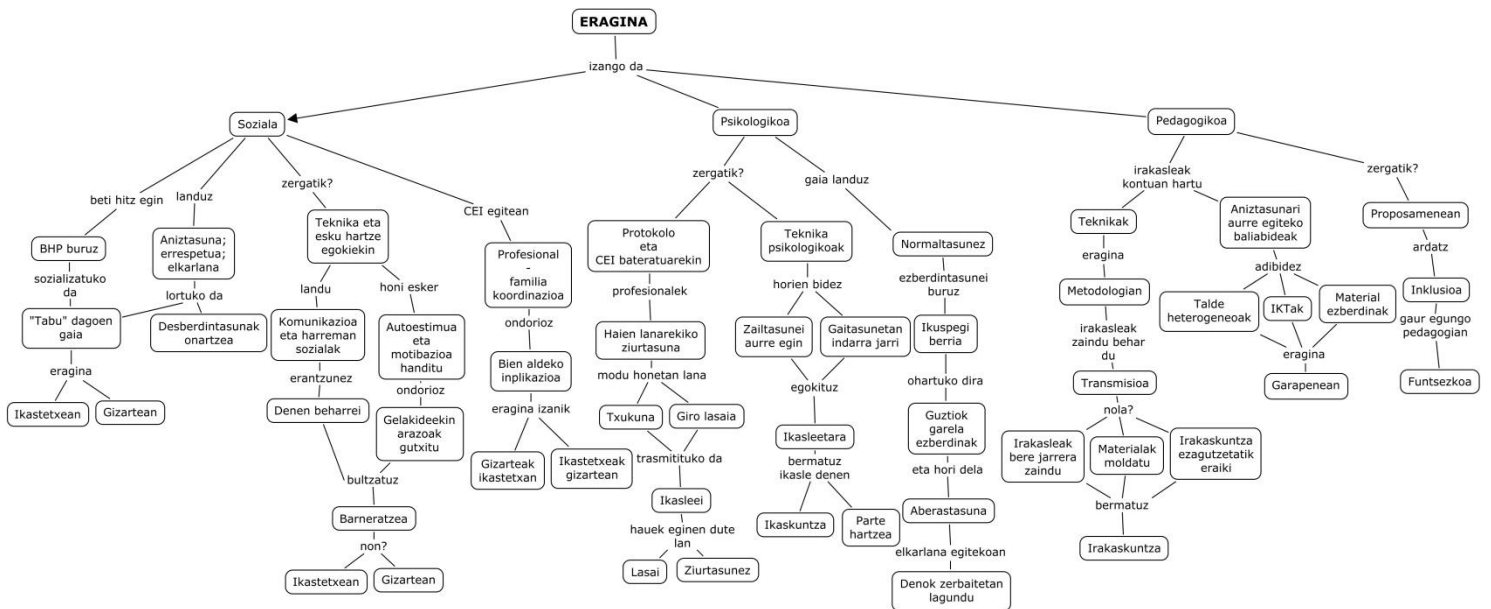 ERAGINA
izango da
Soziala
Psikologikoa
Pedagogikoa
beti hitz egin
landuz
zergatik?
CEI egitean
BHP buruz
Aniztasuna;
errespetua;
elkarlana
Teknika eta
esku hartze
egokiekin
Profesional
-
familia
koordinazioa
sozializatuko
da
lortuko da
landu
honi esker
ondorioz
"Tabu" dagoen
gaia
Desberdintasunak
onartzea
Komunikazioa
eta harreman
sozialak
Autoestimua
eta
motibazioa
handitu
Bien aldeko
inplikazioa
eragina
erantzunez
ondorioz
eragina izanik
Ikastetxean
Gizartean
Denen beharrei
Gelakideekin
arazoak
gutxitu
Gizarteak
ikastetxan
Ikastetxeak
gizartean
bultzatuz
Barneratzea
non?
Ikastetxean
Gizartean
zergatik?
gaia landuz
Protokolo
eta
CEI bateratuarekin
Teknika
psikologikoak
Normaltasunez
profesionalek
horien bidez
ezberdintasunei
buruz
Haien lanarekiko
ziurtasuna
Zailtasunei
aurre egin
Gaitasunetan
indarra jarri
Ikuspegi
berria
modu honetan lana
egokituz
ohartuko dira
Txukuna
Giro lasaia
Ikasleetara
Guztiok
garela
ezberdinak
trasmitituko da
bermatuz
ikasle denen
eta hori dela
Ikasleei
Ikaskuntza
Parte
hartzea
Aberastasuna
hauek eginen dute
lan
elkarlana egitekoan
Lasai
Ziurtasunez
Denok zerbaitetan
lagundu
irakasleak
kontuan hartu
zergatik?
Teknikak
Aniztasunari
aurre egiteko
baliabideak
Proposamenean
eragina
adibidez
ardatz
Metodologian
Talde
heterogeneoak
IKTak
Material
ezberdinak
Inklusioa
irakasleak
zaindu behar
du
eragina
gaur egungo
pedagogian
Transmisioa
Garapenean
Funtsezkoa
nola?
Irakasleak
bere jarrera
zaindu
Materialak
moldatu
Irakaskuntza
ezagutzetatik
eraiki
bermatuz
Irakaskuntza